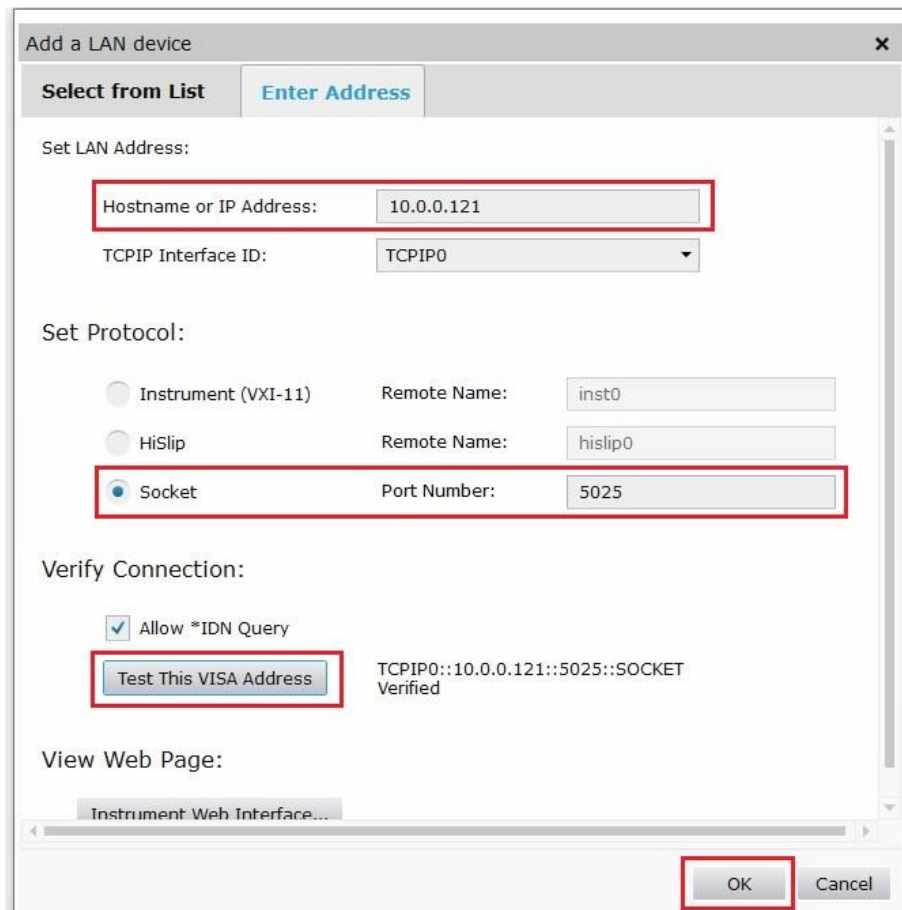 Add a LAN device
Select from List Enter Address
Set LAN Address:
Hostname or IP Address: 10.0.0.121
TCPIP Interface ID: TCPIP0
Set Protocol:
Instrument (VXI-11) Remote Name: inst0
HiSlip Remote Name: hislip0
Socket Port Number: 5025
Verify Connection:
Allow *IDN Query
Test This VISA Address TCPIP0::10.0.0.121::5025::SOCKET
Verified
View Web Page:
Instrument Web Interface...
OK Cancel